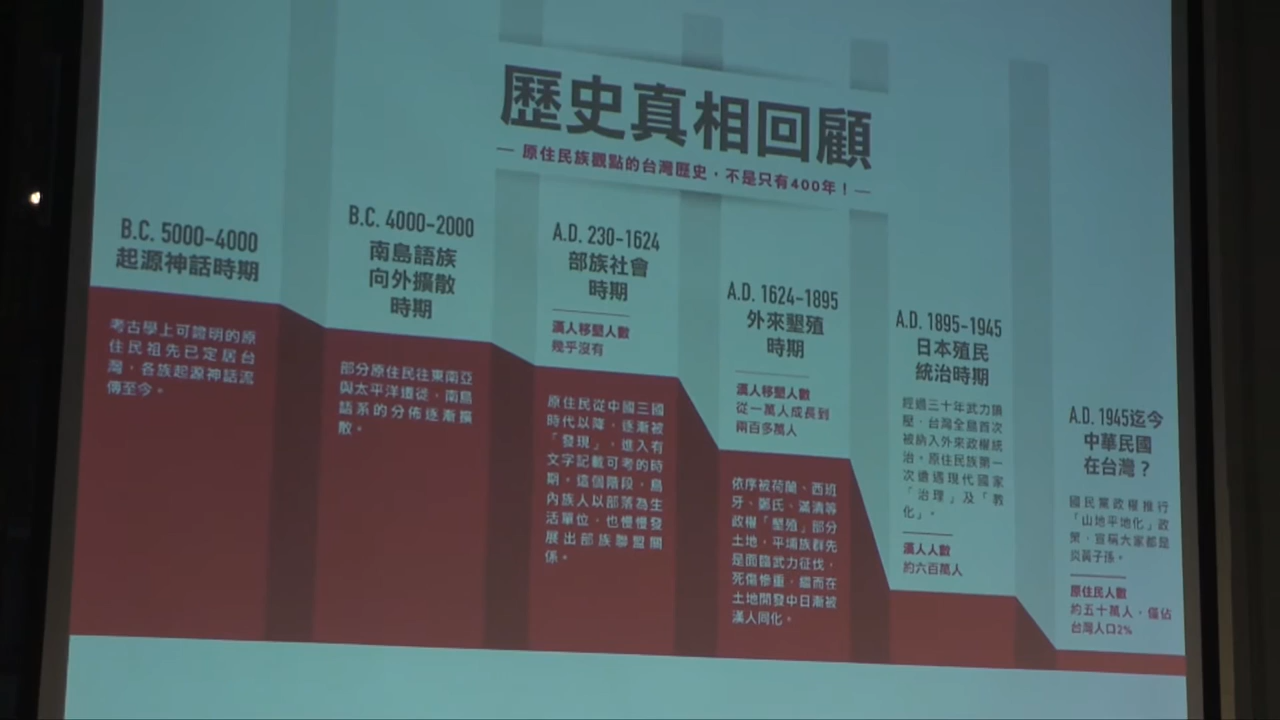 歷史真相回顧
原住民族觀點的台灣歷史，不是只有400年！
B.C. 5000-4000
起源神話時期
考古學上可證明的原
住民祖先已定居台
灣，各族起源神話流
傳至今。
B.C. 4000-2000
南島語族
向外擴散
時期
部分原住民往東南亞
與太平洋遷徙，南島
語系的分佈逐漸擴
散。
A.D. 230-1624
部族社會
時期
漢人移墾人數
幾乎沒有
原住民從中國三國
時代以降，逐漸被
「發現」，進入有
文字記載可考的時
期。這個階段，島
內族人以部落為生
活單位，也慢慢發
展出部族聯盟關
係。
A.D. 1624-1895
外來墾殖
時期
漢人移墾人數
從一萬人成長到
兩百多萬人
依序被荷蘭、西班
牙、鄭氏、滿清等
政權「墾殖」部分
土地，平埔族群先
是面臨武力征伐，
死傷慘重，繼而在
土地開發中日漸被
漢人同化。
A.D. 1895-1945
日本殖民
統治時期
經過三十年武力鎮
壓，台灣全島首次
被納入外來政權統
治。原住民族第一
次遭遇現代國家
「治理」及「教
化」。
漢人人數
約六百萬人
A.D. 1945迄今
中華民國
在台灣？
國民黨政權推行
「山地平地化」政
策，宣稱大家都是
炎黃子孫。
原住民人數
約五十萬人，僅佔
台灣人口2%